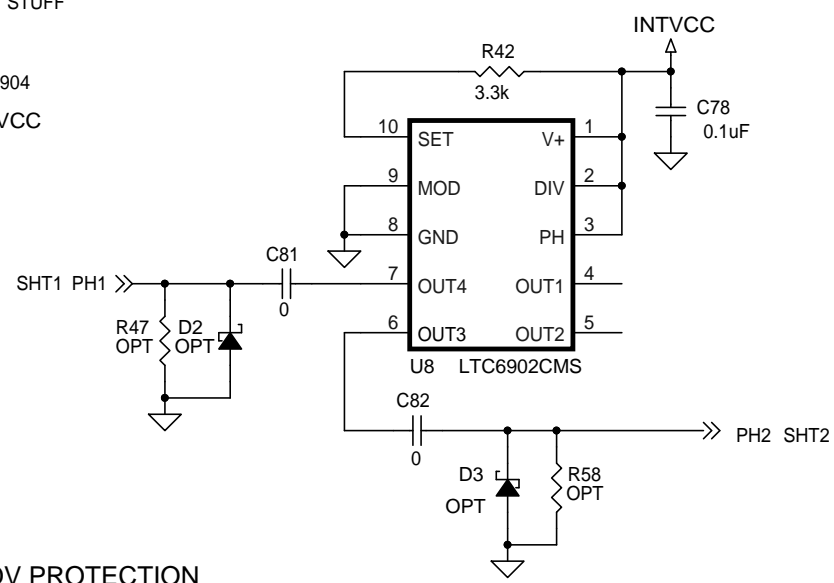 STUFF
904
VCC
INTVCC
R42
3.3k
C78
0.1uF
10 SET V+ 1
9 MOD DIV 2
8 GND PH 3
7 OUT4 OUT1 4
6 OUT3 OUT2 5
U8 LTC6902CMS
SHT1 PH1
C81
0
R47 D2
OPT OPT
C82
0
PH2 SHT2
D3 R58
OPT OPT
OV PROTECTION